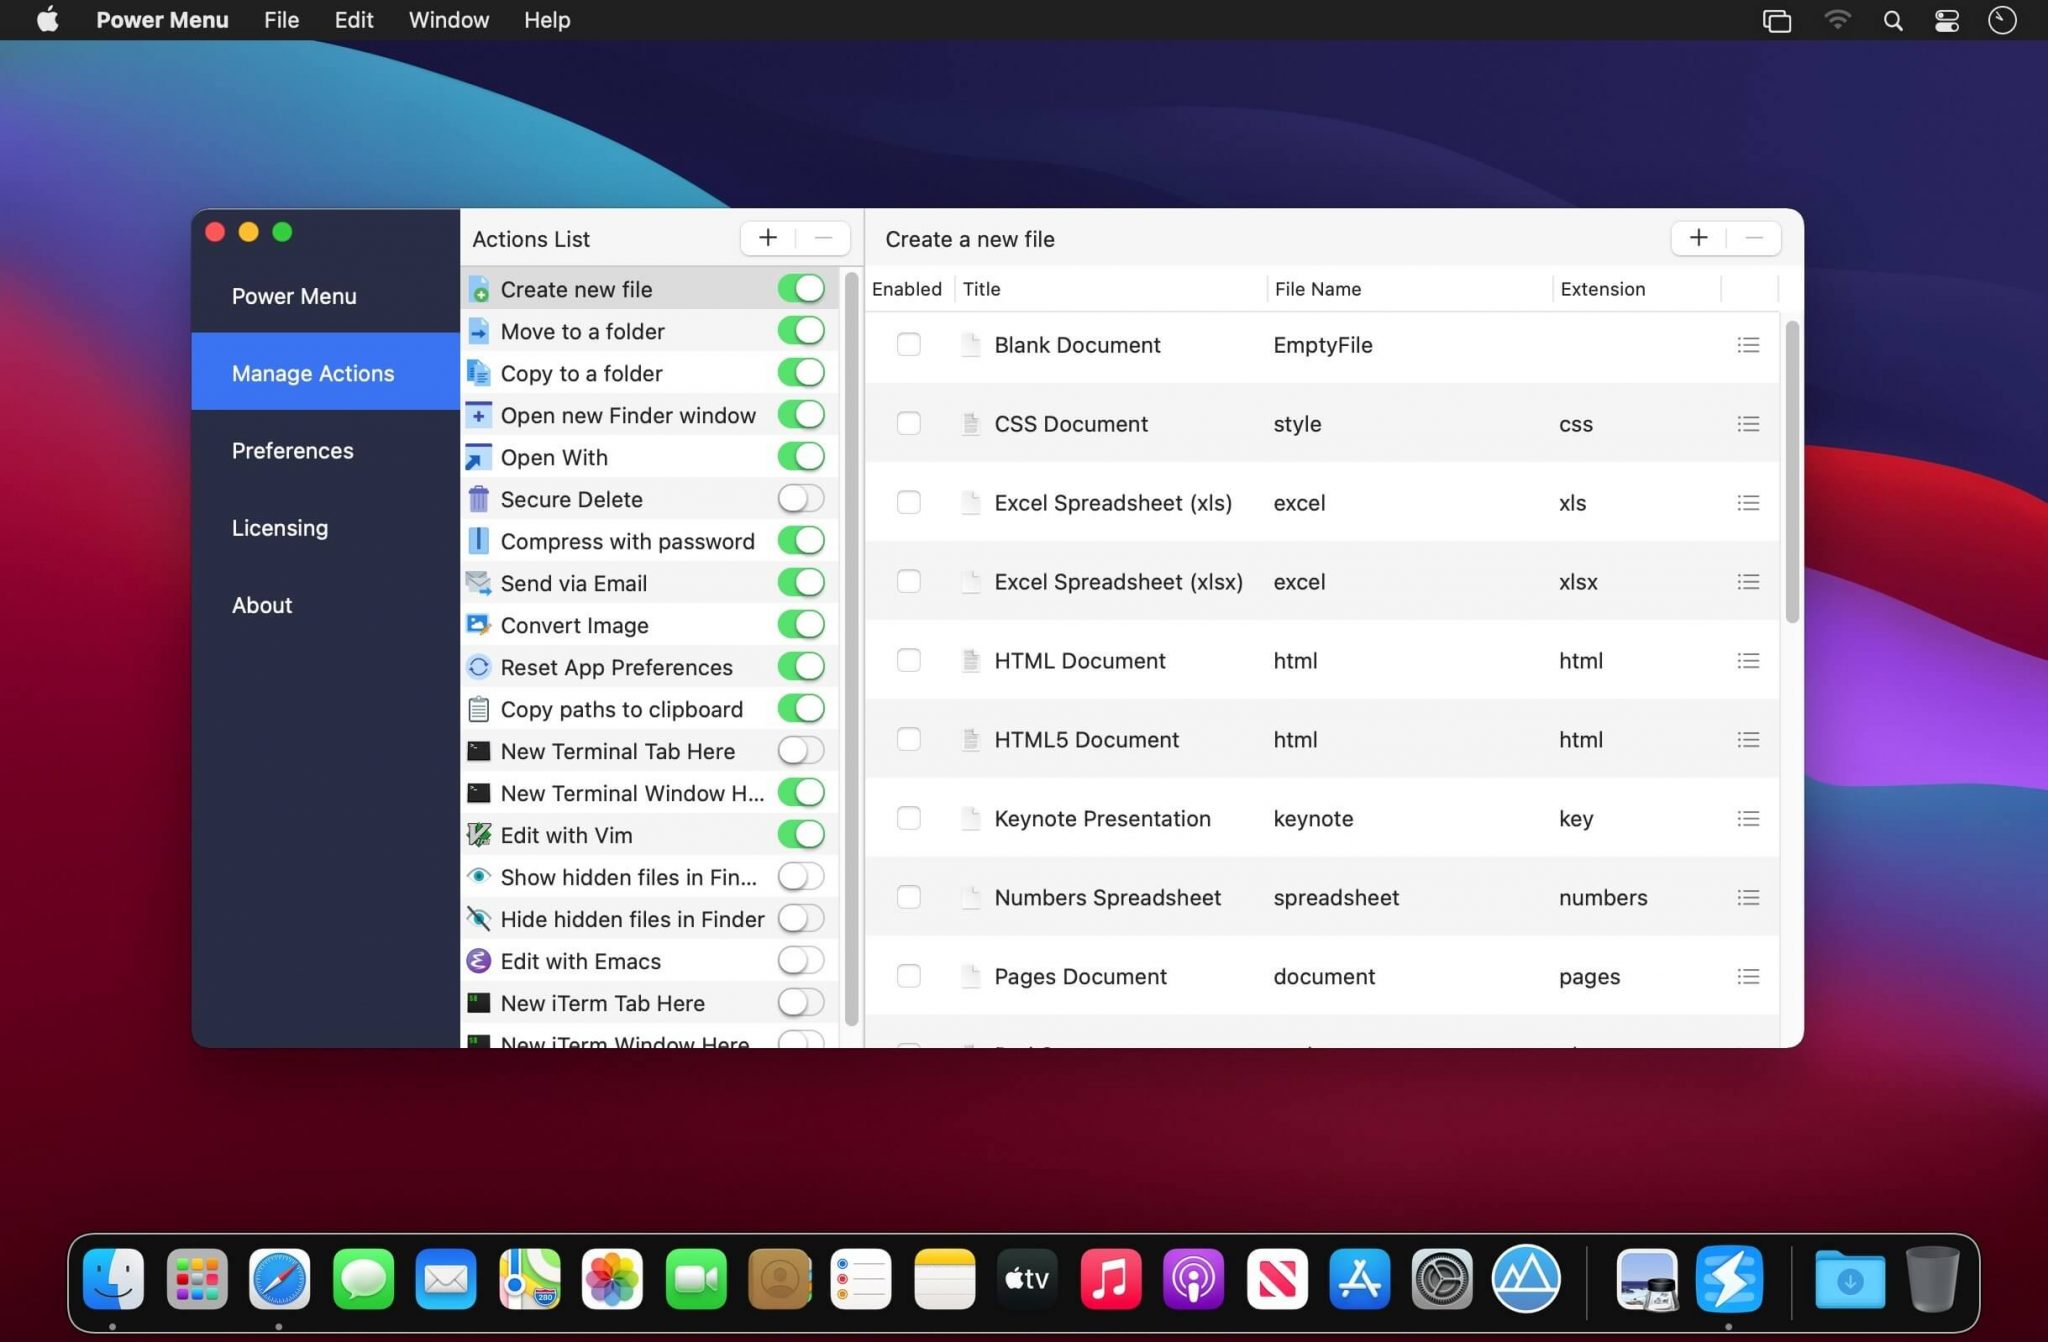 Power Menu File Edit Window Help
Power Menu
Manage Actions
Preferences
Licensing
About
Actions List
Create new file
Move to a folder
Copy to a folder
Open new Finder window
Open With
Secure Delete
Compress with password
Send via Email
Convert Image
Reset App Preferences
Copy paths to clipboard
New Terminal Tab Here
New Terminal Window H...
Edit with Vim
Show hidden files in Fin...
Hide hidden files in Finder
Edit with Emacs
New iTerm Tab Here
New iTerm Window Here
Create a new file
Enabled Title File Name Extension
Blank Document EmptyFile
CSS Document style css
Excel Spreadsheet (xls) excel xls
Excel Spreadsheet (xlsx) excel xlsx
HTML Document html html
HTML5 Document html html
Keynote Presentation keynote key
Numbers Spreadsheet spreadsheet numbers
Pages Document document pages
280
tv